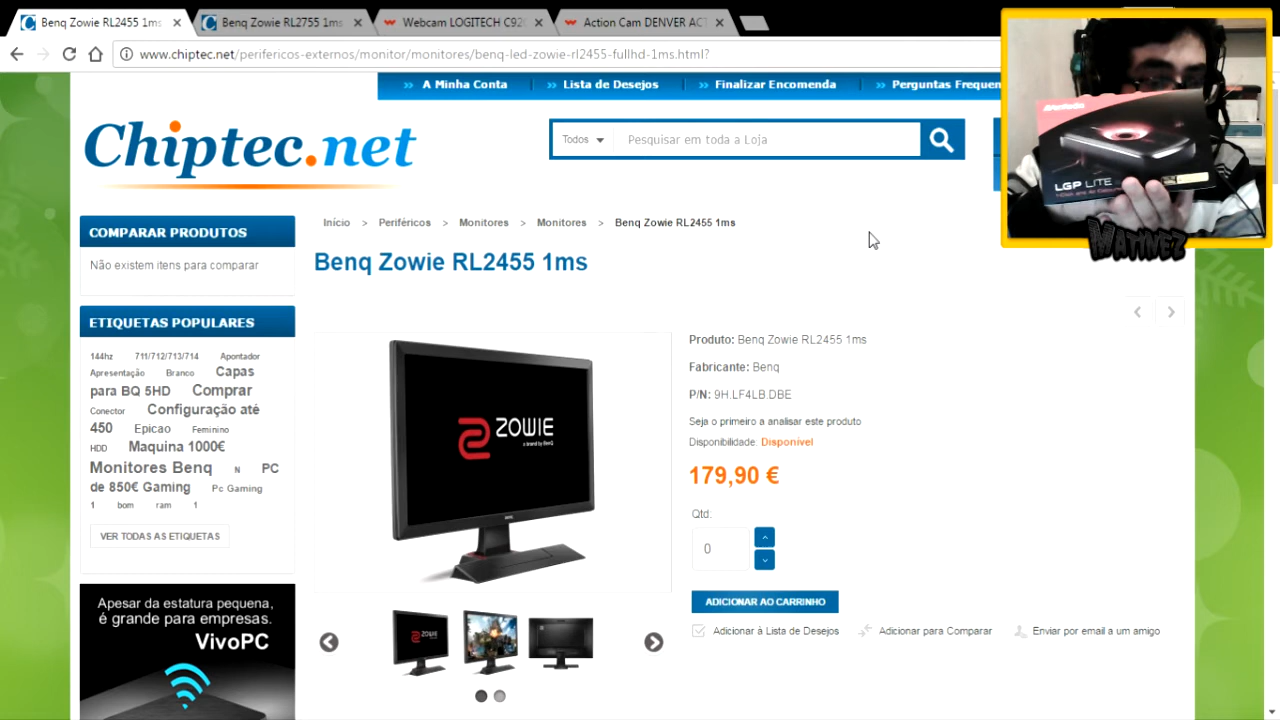 Benq Zowie RL2455 1ms
Benq Zowie RL2755 1ms
Webcam LOGITECH C920
Action Cam DENVER ACT
www.chiptec.net/perifericos-externos/monitor/monitores/benq-led-zowie-rl2455-fullhd-1ms.html?
A Minha Conta
Lista de Desejos
Finalizar Encomenda
Perguntas Frequen
Chiptec.net
Todos
Pesquisar em toda a Loja
AVerMedia
LGP LITE
MATINEZ
COMPARAR PRODUTOS
Não existem itens para comparar
Início > Periféricos > Monitores > Monitores > Benq Zowie RL2455 1ms
Benq Zowie RL2455 1ms
ETIQUETAS POPULARES
144hz 711/712/713/714 Apontador
Apresentação Branco Capas
para BQ 5HD Comprar
Conector Configuração até
450 Epicao Feminino
HDD Maquina 1000€
Monitores Benq N PC
de 850€ Gaming Pc Gaming
1 bom ram 1
VER TODAS AS ETIQUETAS
Apesar da estatura pequena,
é grande para empresas.
VivoPC
ZOWIE
a brand by BenQ
Produto: Benq Zowie RL2455 1ms
Fabricante: Benq
P/N: 9H.LF4LB.DBE
Seja o primeiro a analisar este produto
Disponibilidade: Disponível
179,90 €
Qtd.
0
ADICIONAR AO CARRINHO
Adicionar à Lista de Desejos
Adicionar para Comparar
Enviar por email a um amigo